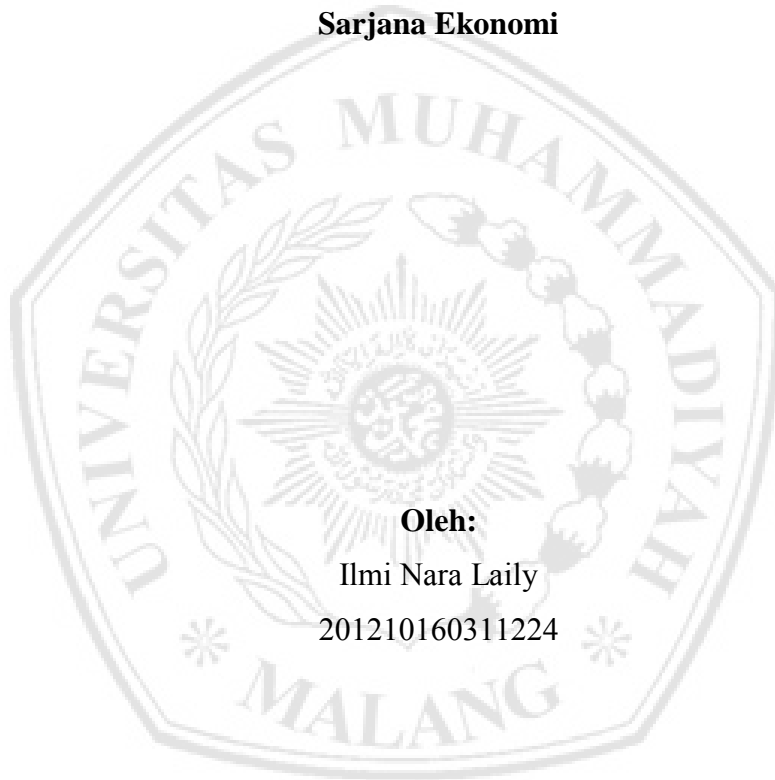 Sarjana Ekonomi
UNIVERSITAS MUHAMMADIYAH
MALANG
Oleh:
Ilmi Nara Laily
201210160311224